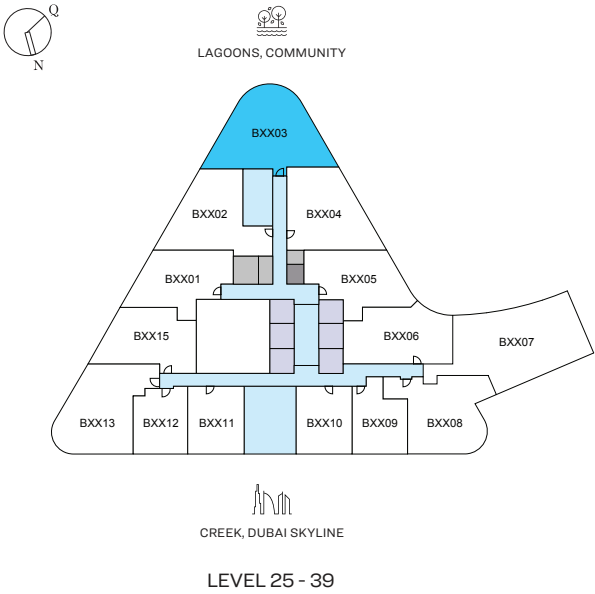 Q
N
LAGOONS, COMMUNITY
BXX03
BXX02
BXX04
BXX01
BXX05
BXX15
BXX06
BXX07
BXX13
BXX12
BXX11
BXX10
BXX09
BXX08
CREEK, DUBAI SKYLINE
LEVEL 25 - 39